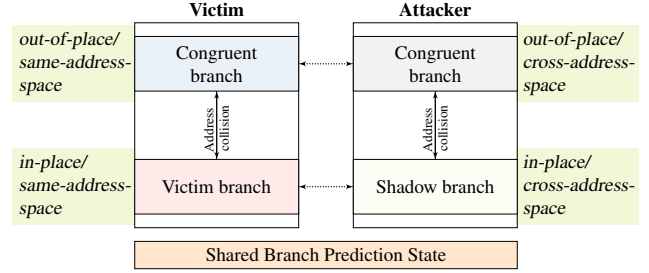 Victim
Attacker
out-of-place/
same-address-
space
Congruent
branch
Congruent
branch
out-of-place/
cross-address-
space
Address
collision
Address
collision
in-place/
same-address-
space
Victim branch
Shadow branch
in-place/
cross-address-
space
Shared Branch Prediction State